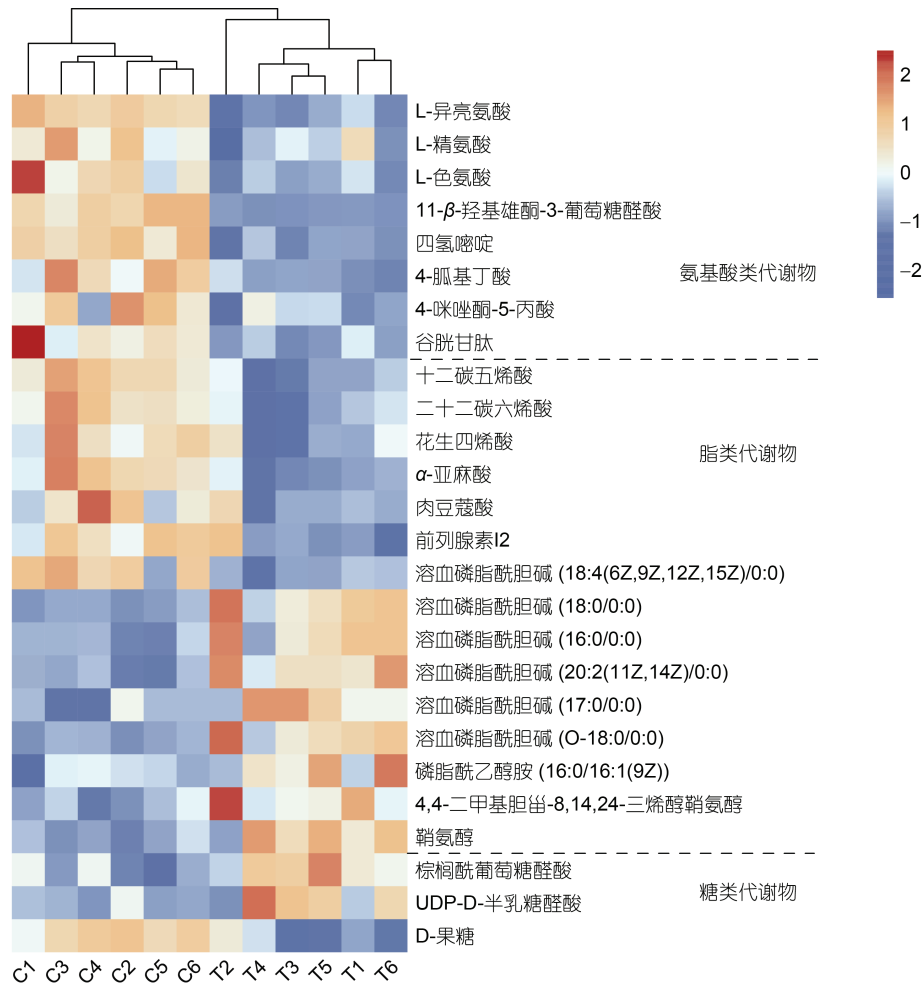 2
1
0
−1
−2
L-异亮氨酸
L-精氨酸
L-色氨酸
11-β-羟基雄酮-3-葡萄糖醛酸
四氢嘧啶
4-胍基丁酸
氨基酸类代谢物
4-咪唑酮-5-丙酸
谷胱甘肽
十二碳五烯酸
二十二碳六烯酸
花生四烯酸
脂类代谢物
α-亚麻酸
肉豆蔻酸
前列腺素I2
溶血磷脂酰胆碱 (18:4(6Z,9Z,12Z,15Z)/0:0)
溶血磷脂酰胆碱 (18:0/0:0)
溶血磷脂酰胆碱 (16:0/0:0)
溶血磷脂酰胆碱 (20:2(11Z,14Z)/0:0)
溶血磷脂酰胆碱 (17:0/0:0)
溶血磷脂酰胆碱 (O-18:0/0:0)
磷脂酰乙醇胺 (16:0/16:1(9Z))
4,4-二甲基胆甾-8,14,24-三烯醇鞘氨醇
鞘氨醇
棕榈酰葡萄糖醛酸
糖类代谢物
UDP-D-半乳糖醛酸
D-果糖
C1 C3 C4 C2 C5 C6 T2 T4 T3 T5 T1 T6